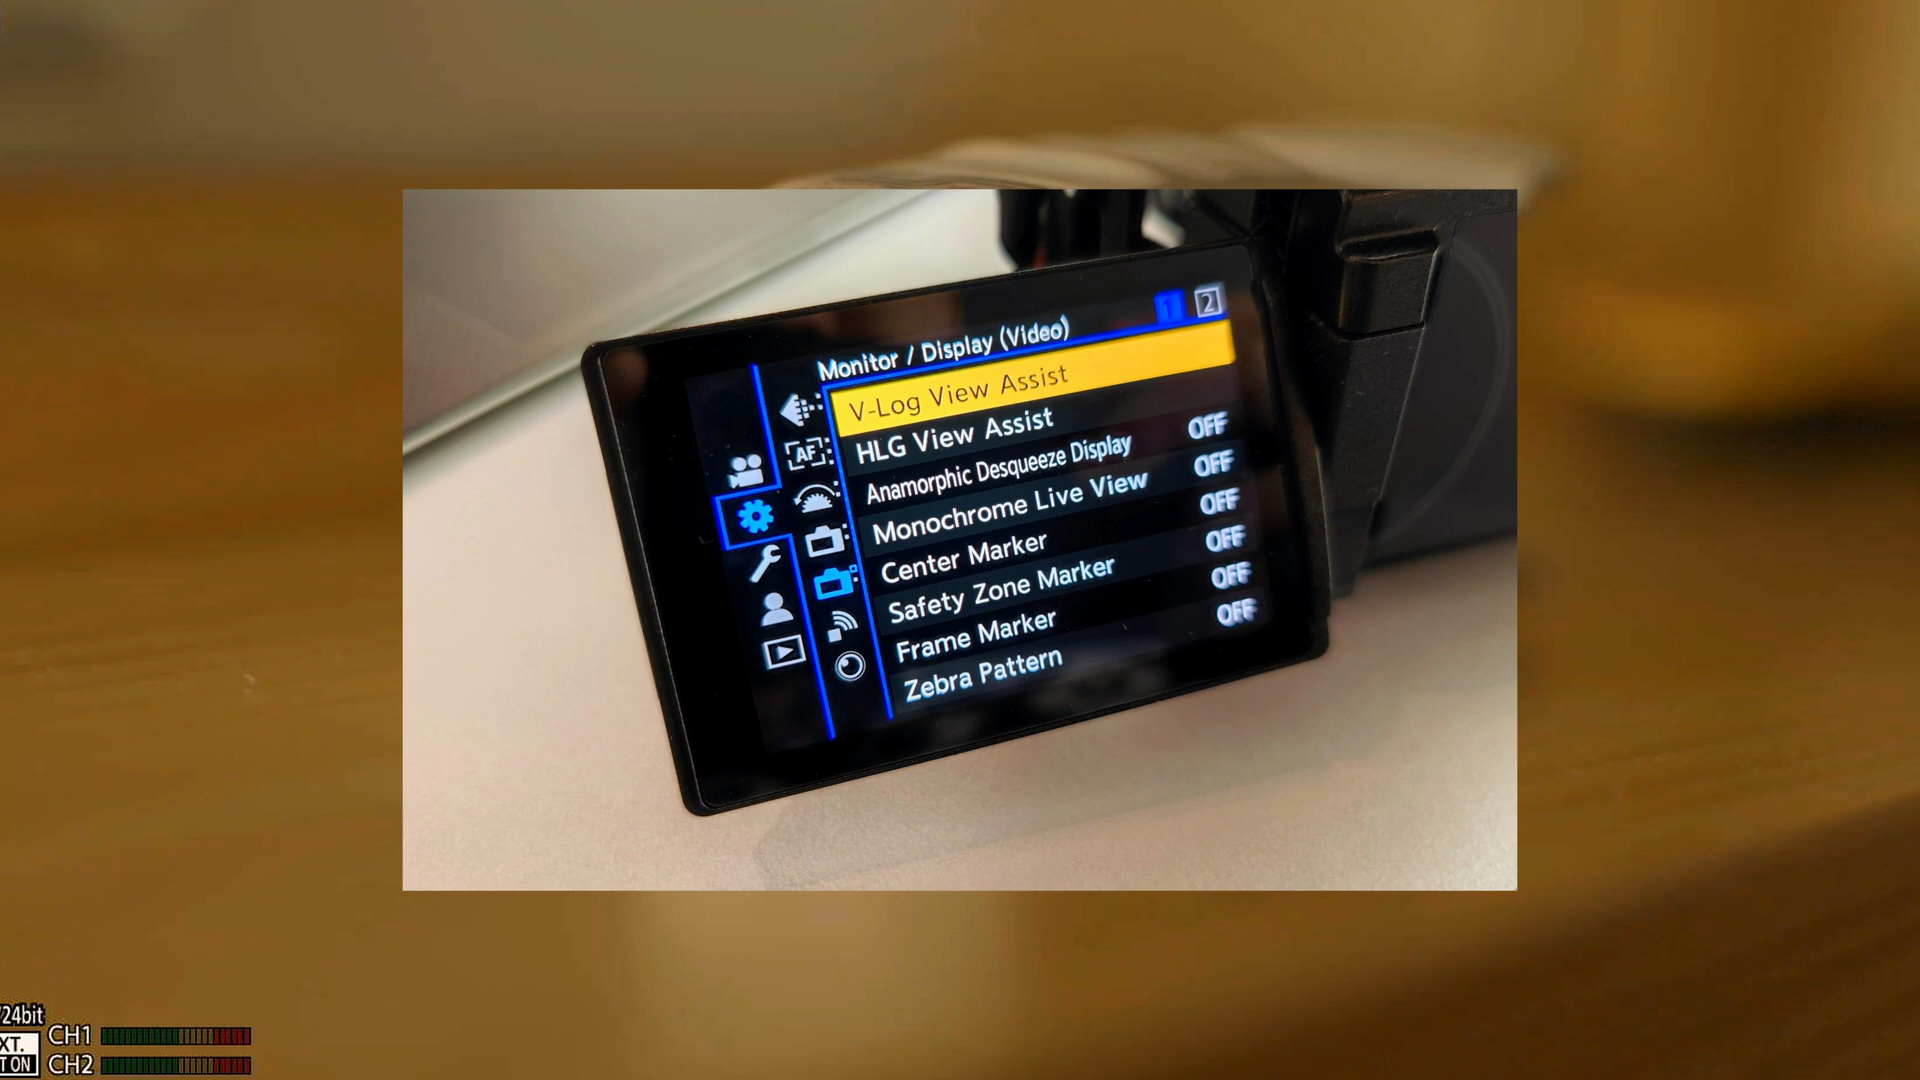 1 2
Monitor / Display (Video)
V-Log View Assist
HLG View Assist
Anamorphic Desqueeze Display OFF
Monochrome Live View OFF
Center Marker OFF
Safety Zone Marker OFF
Frame Marker OFF
Zebra Pattern OFF
AF
/24bit
XT. CH1
T ON CH2